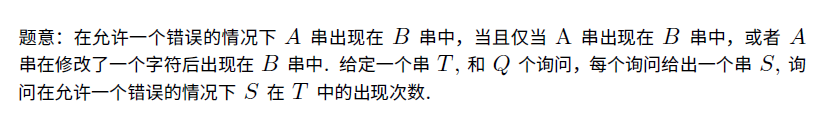 题意：在允许一个错误的情况下 A 串出现在 B 串中，当且仅当 A 串出现在 B 串中，或者 A
串在修改了一个字符后出现在 B 串中．给定一个串 T, 和 Q 个询问，每个询问给出一个串 S, 询
问在允许一个错误的情况下 S 在 T 中的出现次数．